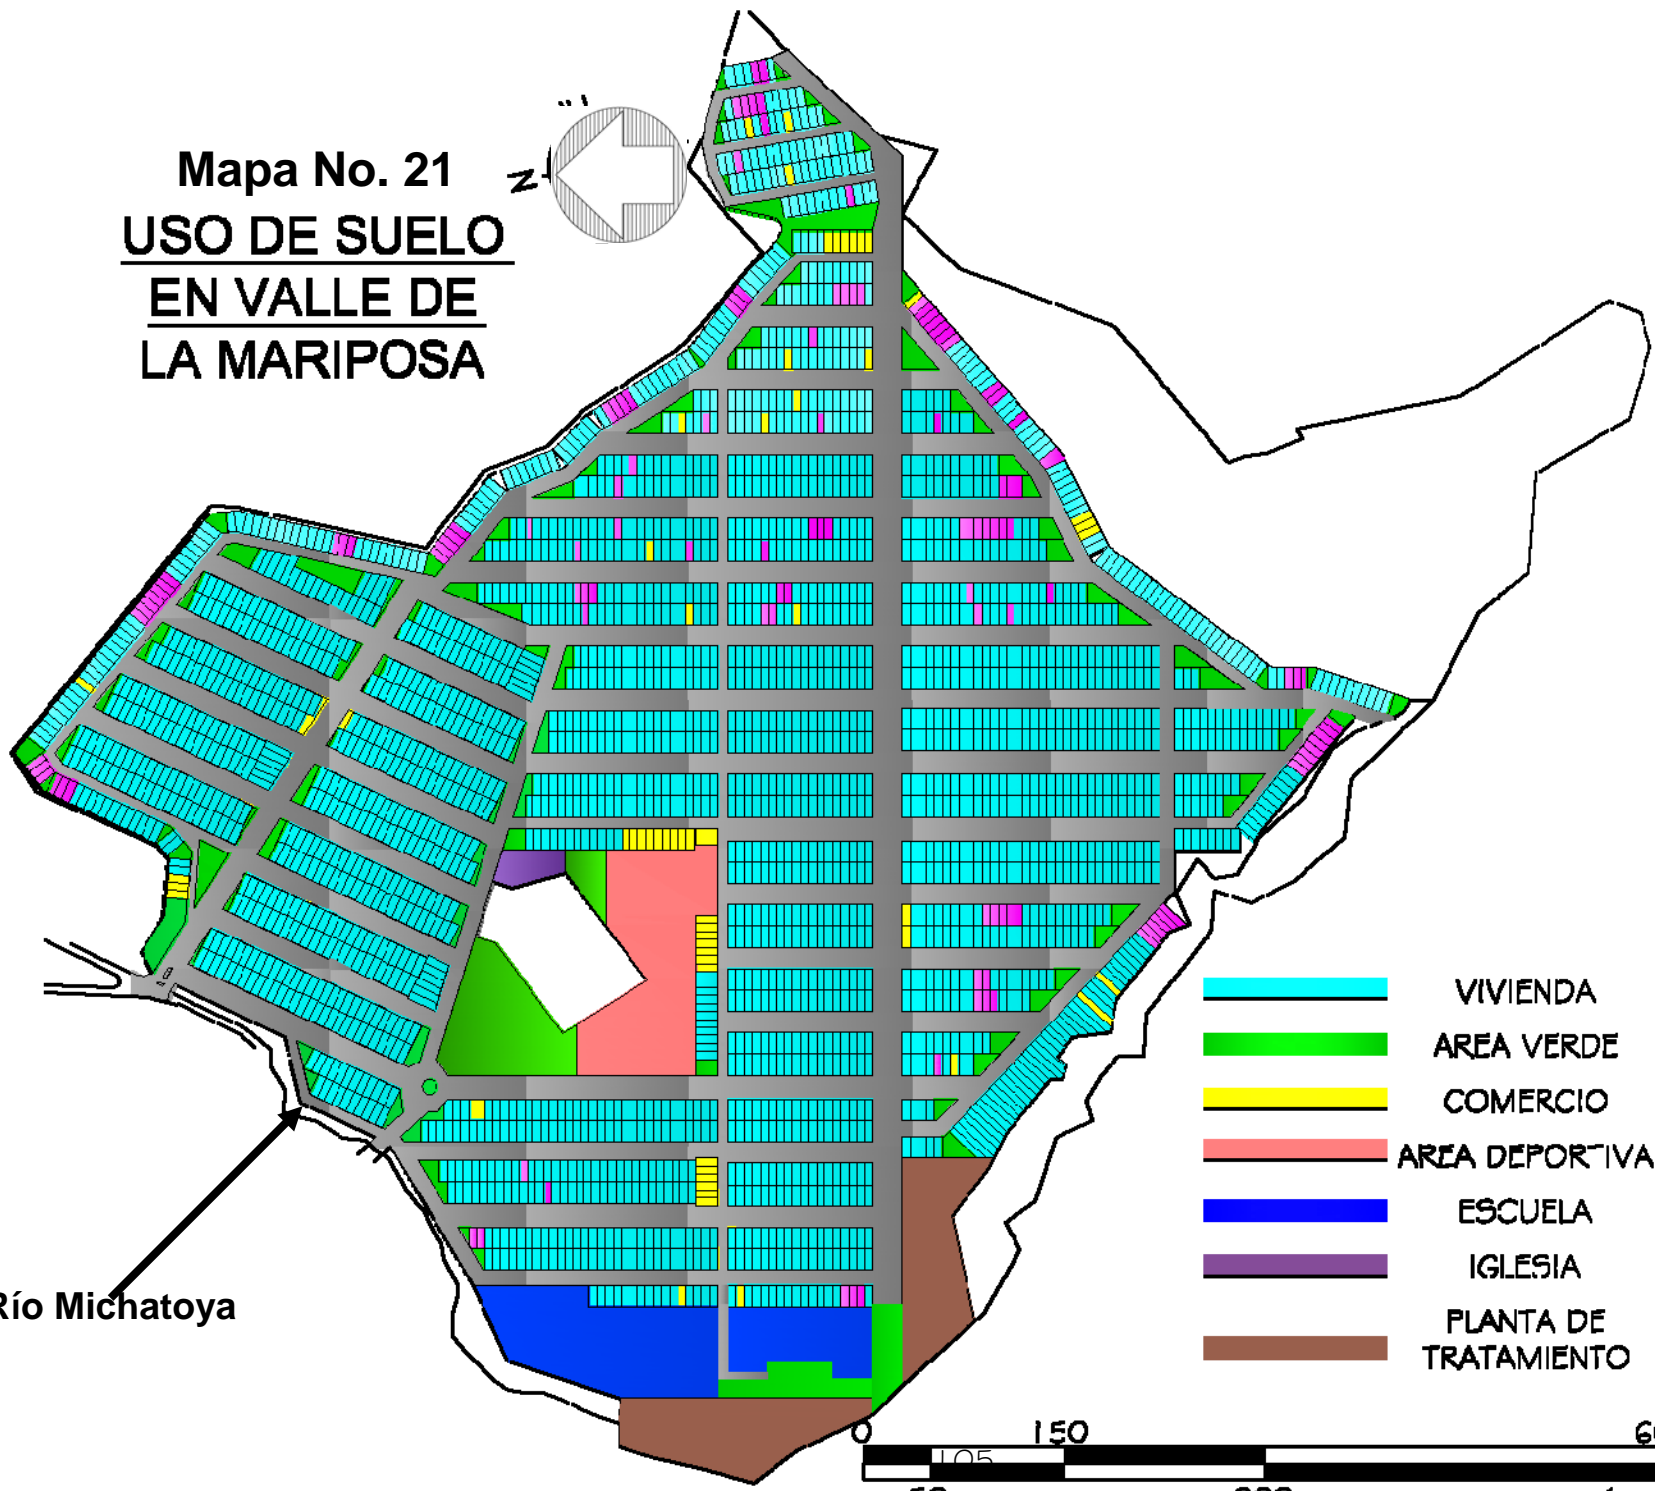 Mapa No. 21
USO DE SUELO
EN VALLE DE
LA MARIPOSA
N
VIVIENDA
AREA VERDE
COMERCIO
AREA DEPORTIVA
ESCUELA
IGLESIA
PLANTA DE
TRATAMIENTO
Río Michatoya
0 150
105